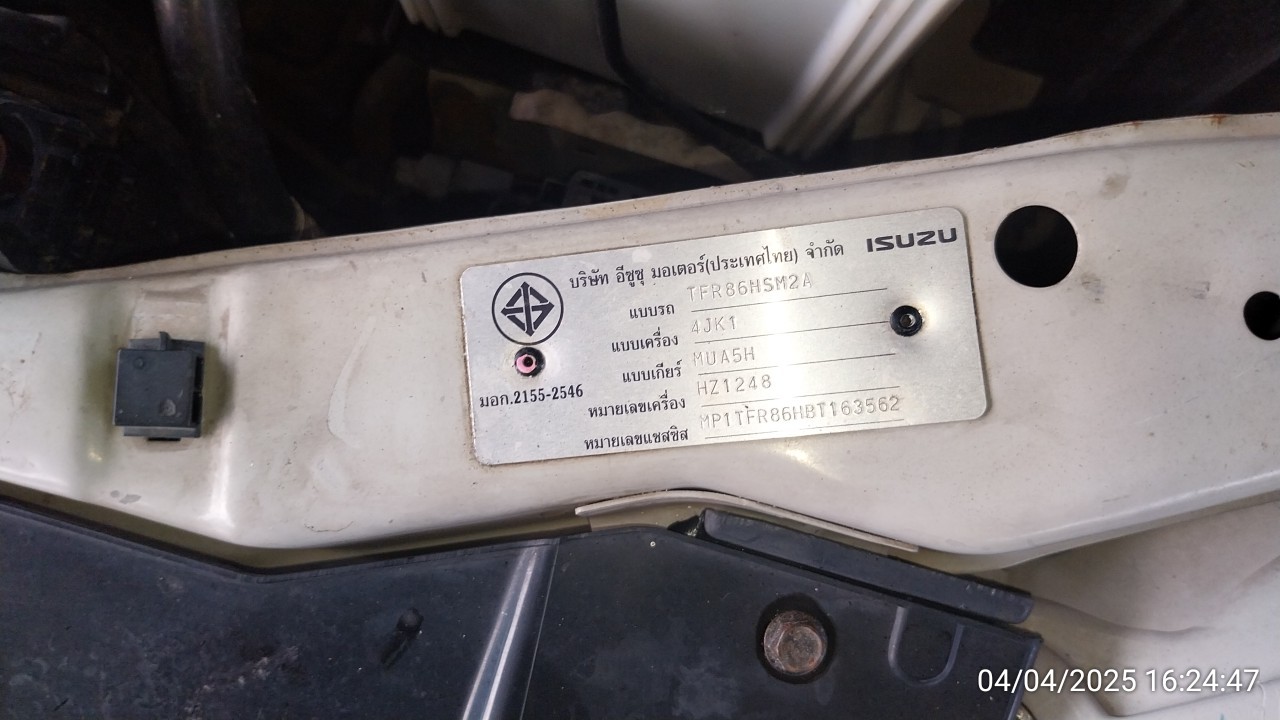 บริษัท อีซูซุ มอเตอร์(ประเทศไทย) จำกัด ISUZU
แบบรถ TFR86HSM2A
แบบเครื่อง 4JK1
แบบเกียร์ MUA5H
หมายเลขเครื่อง HZ1248
หมายเลขแชสซิส MP1TFR86HBT163562
มอก.2155-2546
04/04/2025 16:24:47